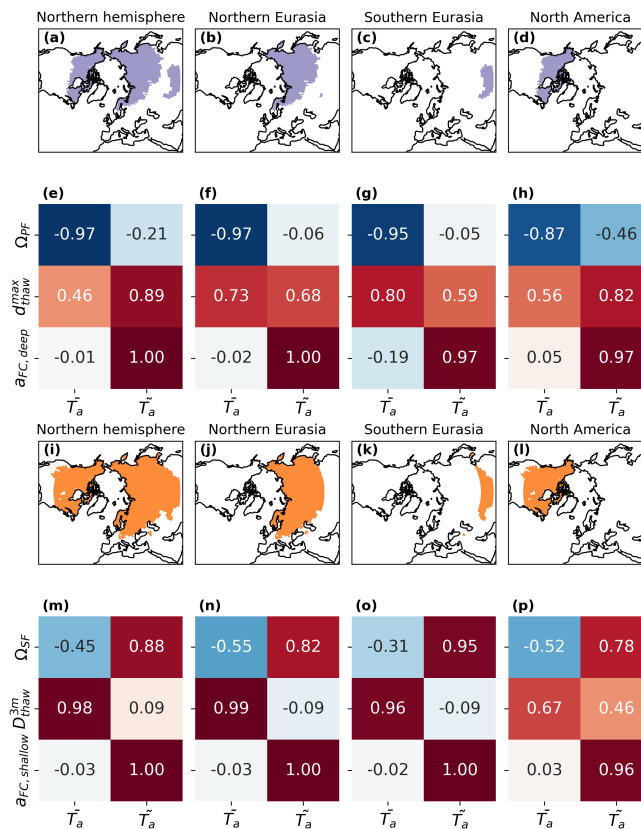 Northern hemisphere Northern Eurasia Southern Eurasia North America
(a) (b) (c) (d)
(e) (f) (g) (h)
Ω_PF -0.97 -0.21 -0.97 -0.06 -0.95 -0.05 -0.87 -0.46
d^max_thaw 0.46 0.89 0.73 0.68 0.80 0.59 0.56 0.82
a_FC, deep -0.01 1.00 -0.02 1.00 -0.19 0.97 0.05 0.97
T̄_a T̃_a T̄_a T̃_a T̄_a T̃_a T̄_a T̃_a
Northern hemisphere Northern Eurasia Southern Eurasia North America
(i) (j) (k) (l)
(m) (n) (o) (p)
Ω_SF -0.45 0.88 -0.55 0.82 -0.31 0.95 -0.52 0.78
D^3m_thaw 0.98 0.09 0.99 -0.09 0.96 -0.09 0.67 0.46
a_FC, shallow -0.03 1.00 -0.03 1.00 -0.02 1.00 0.03 0.96
T̄_a T̃_a T̄_a T̃_a T̄_a T̃_a T̄_a T̃_a